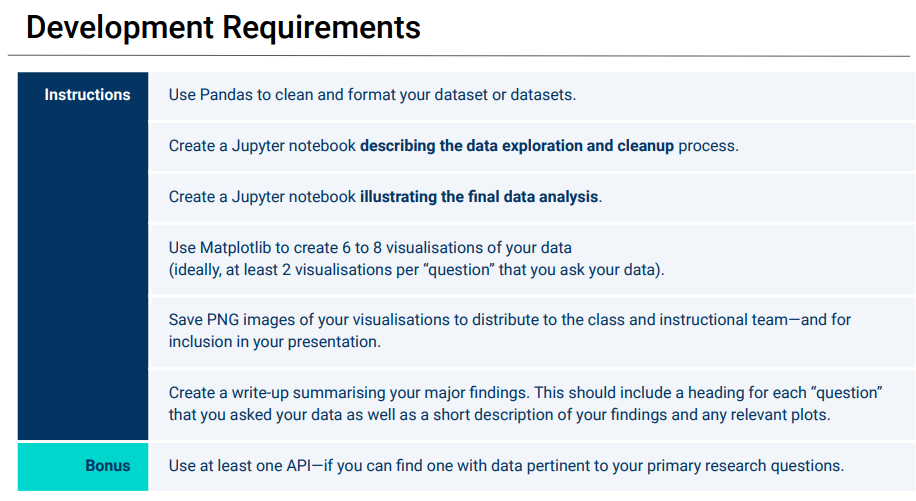 Development Requirements
Instructions
Use Pandas to clean and format your dataset or datasets.
Create a Jupyter notebook describing the data exploration and cleanup process.
Create a Jupyter notebook illustrating the final data analysis.
Use Matplotlib to create 6 to 8 visualisations of your data
(ideally, at least 2 visualisations per “question” that you ask your data).
Save PNG images of your visualisations to distribute to the class and instructional team—and for
inclusion in your presentation.
Create a write-up summarising your major findings. This should include a heading for each “question”
that you asked your data as well as a short description of your findings and any relevant plots.
Bonus
Use at least one API—if you can find one with data pertinent to your primary research questions.